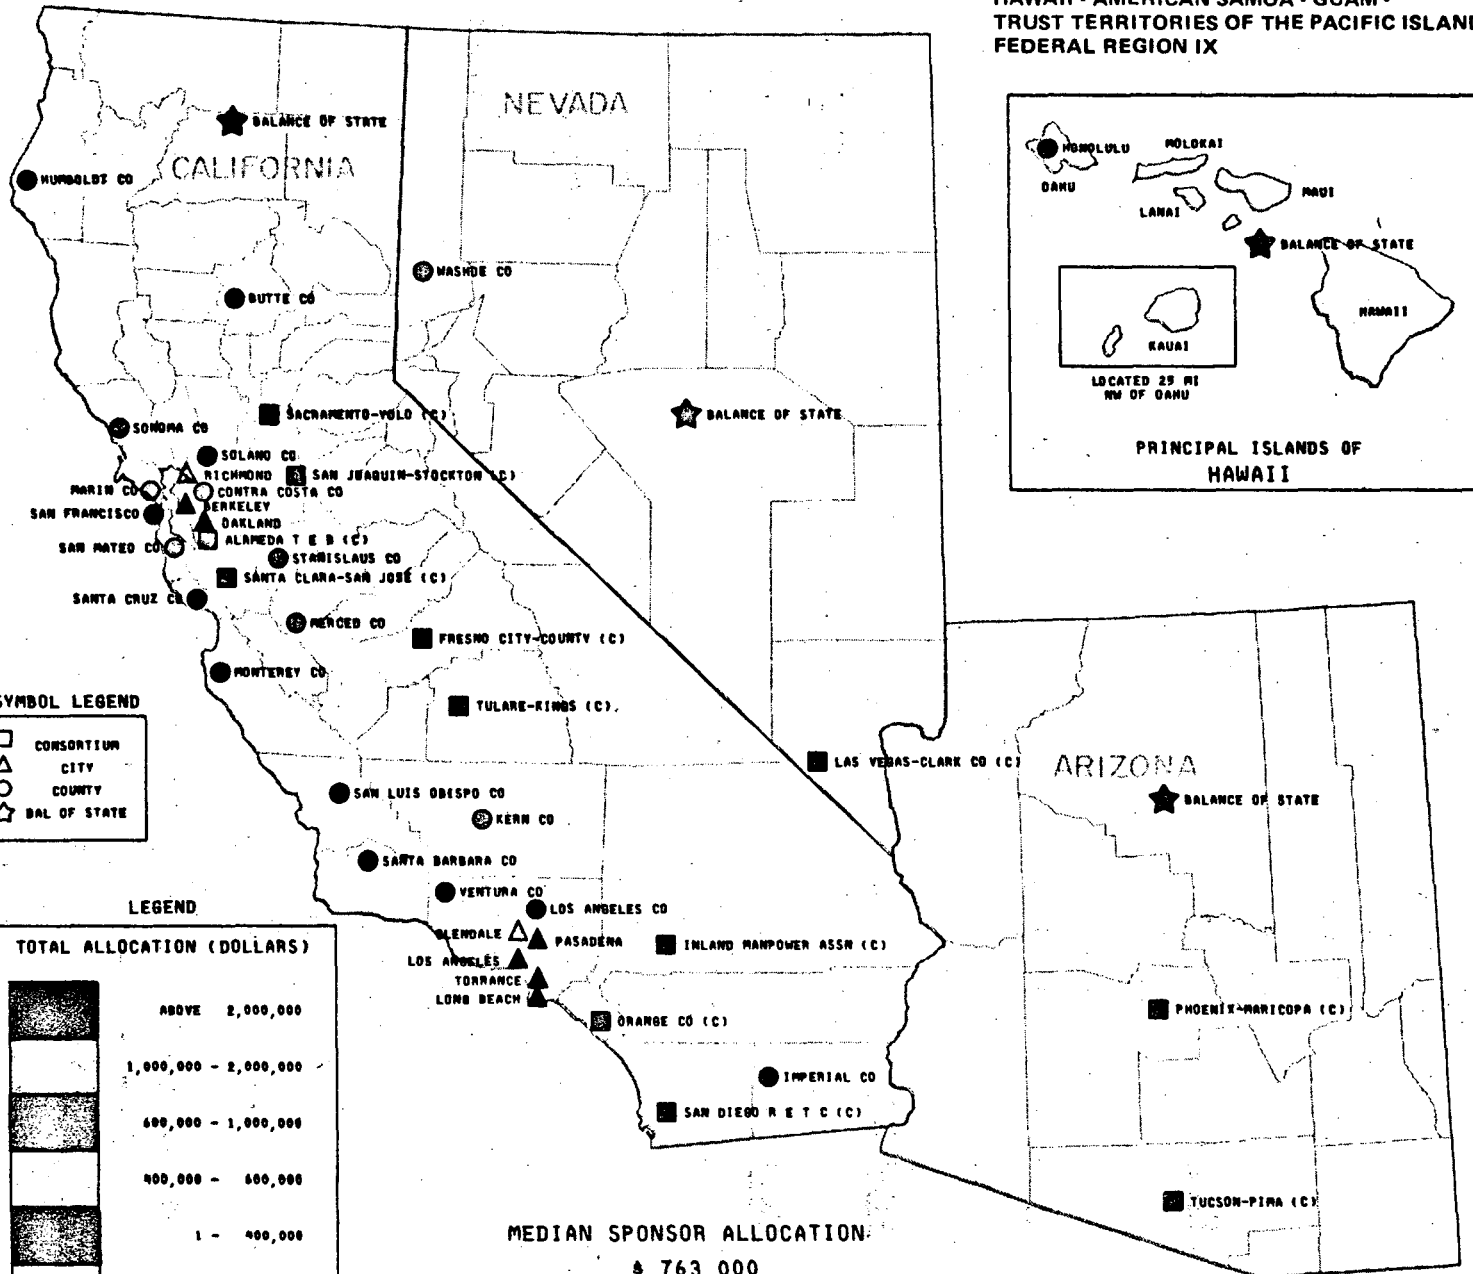 HAWAII · AMERICAN SAMOA · GUAM ·
TRUST TERRITORIES OF THE PACIFIC ISLAND
FEDERAL REGION IX
NEVADA
CALIFORNIA
BALANCE OF STATE
HUMBOLDT CO
WASHOE CO
BUTTE CO
HONOLULU
OAHU
MOLOKAI
LANAI
MAUI
BALANCE OF STATE
HAWAII
KAUAI
LOCATED 25 MI
NW OF OAHU
PRINCIPAL ISLANDS OF
HAWAII
SACRAMENTO-YOLO (C)
BALANCE OF STATE
SONOMA CO
SOLANO CO
RICHMOND
SAN JOAQUIN-STOCKTON (C)
MARIN CO
CONTRA COSTA CO
BERKELEY
SAN FRANCISCO
OAKLAND
ALAMEDA T E B (C)
SAN MATEO CO
STANISLAUS CO
SANTA CLARA-SAN JOSE (C)
SANTA CRUZ CO
MERCED CO
FRESNO CITY-COUNTY (C)
MONTEREY CO
TULARE-KINGS (C)
SYMBOL LEGEND
CONSORTIUM
CITY
COUNTY
BAL OF STATE
LAS VEGAS-CLARK CO (C)
ARIZONA
BALANCE OF STATE
SAN LUIS OBISPO CO
KERN CO
SANTA BARBARA CO
VENTURA CO
LOS ANGELES CO
GLENDALE
PASADENA
INLAND MANPOWER ASSN (C)
LOS ANGELES
TORRANCE
LONG BEACH
ORANGE CO (C)
PHOENIX-MARICOPA (C)
IMPERIAL CO
SAN DIEGO R E T C (C)
TUCSON-PIMA (C)
LEGEND
TOTAL ALLOCATION (DOLLARS)
ABOVE 2,000,000
1,000,000 - 2,000,000
600,000 - 1,000,000
400,000 - 600,000
1 - 400,000
MEDIAN SPONSOR ALLOCATION
$ 763 000